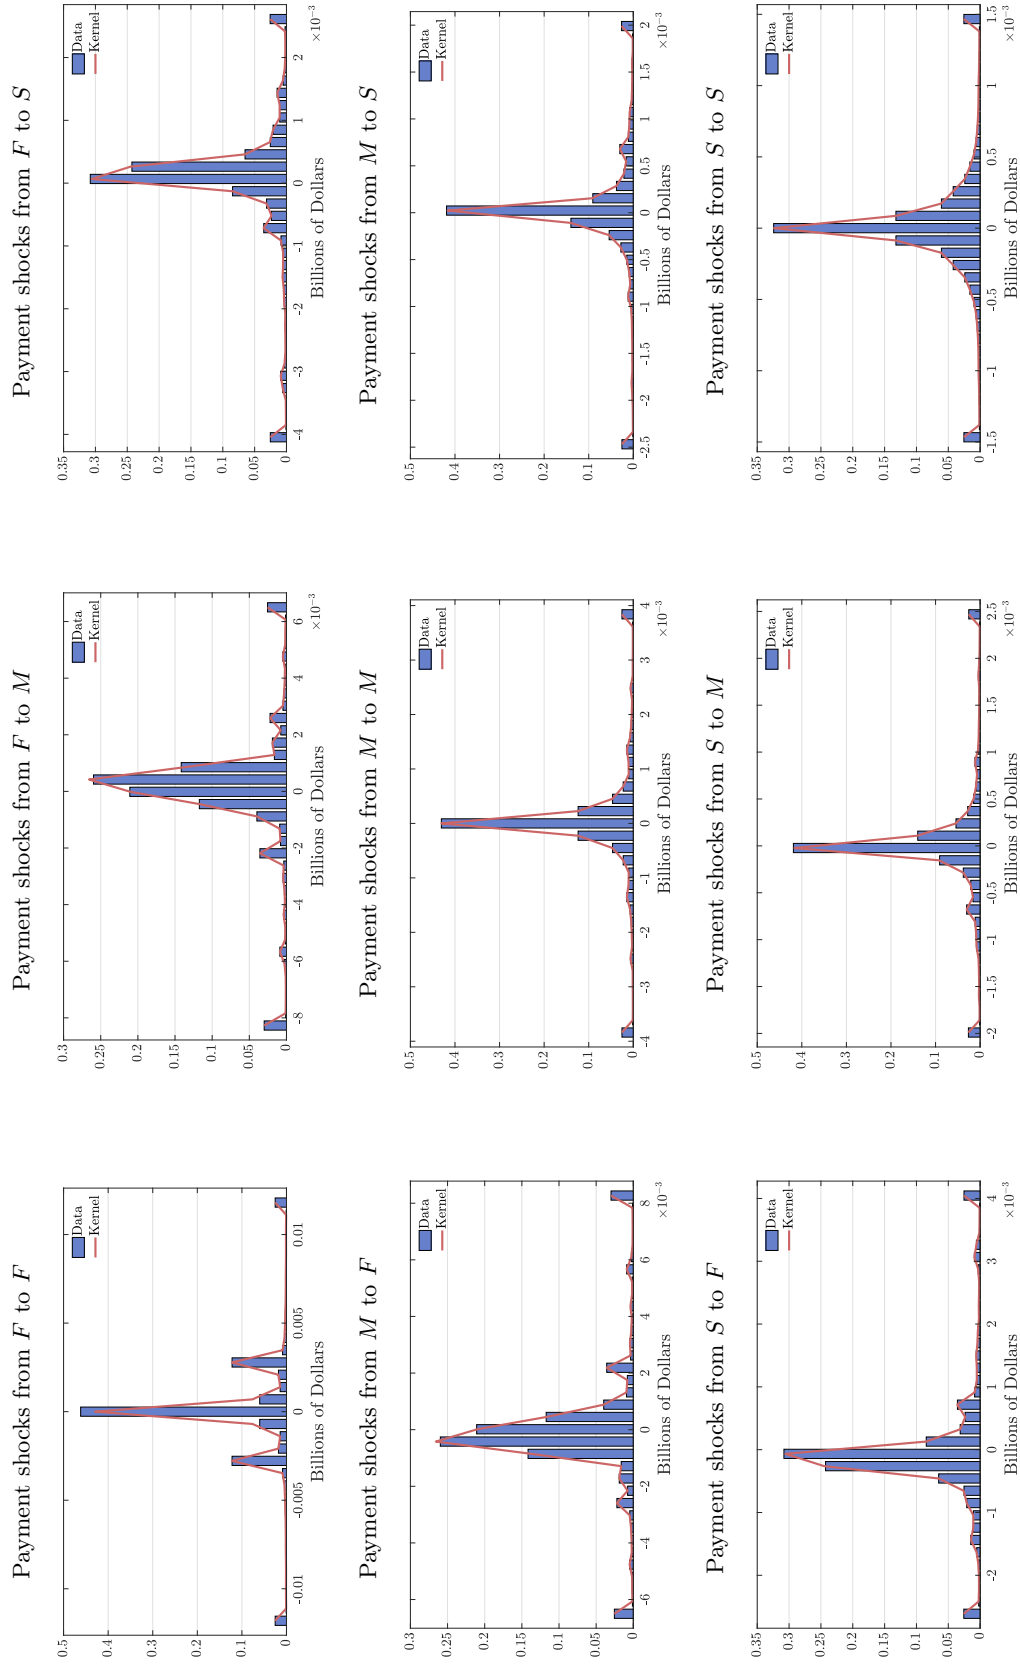 Payment shocks from F to F
0.5
0.4
0.3
0.2
0.1
0
Data
Kernel
-0.01 -0.005 0 0.005 0.01
Billions of Dollars
Payment shocks from F to M
0.3
0.25
0.2
0.15
0.1
0.05
0
Data
Kernel
-8 -6 -4 -2 0 2 4 6
×10⁻³
Billions of Dollars
Payment shocks from F to S
0.35
0.3
0.25
0.2
0.15
0.1
0.05
0
Data
Kernel
-4 -3 -2 -1 0 1 2
×10⁻³
Billions of Dollars
Payment shocks from M to F
0.3
0.25
0.2
0.15
0.1
0.05
0
Data
Kernel
-6 -4 -2 0 2 4 6 8
×10⁻³
Billions of Dollars
Payment shocks from M to M
0.5
0.4
0.3
0.2
0.1
0
Data
Kernel
-4 -3 -2 -1 0 1 2 3 4
×10⁻³
Billions of Dollars
Payment shocks from M to S
0.5
0.4
0.3
0.2
0.1
0
Data
Kernel
-2.5 -2 -1.5 -1 -0.5 0 0.5 1 1.5 2
×10⁻³
Billions of Dollars
Payment shocks from S to F
0.35
0.3
0.25
0.2
0.15
0.1
0.05
0
Data
Kernel
-2 -1 0 1 2 3 4
×10⁻³
Billions of Dollars
Payment shocks from S to M
0.5
0.4
0.3
0.2
0.1
0
Data
Kernel
-2 -1.5 -1 -0.5 0 0.5 1 1.5 2 2.5
×10⁻³
Billions of Dollars
Payment shocks from S to S
0.35
0.3
0.25
0.2
0.15
0.1
0.05
0
Data
Kernel
-1.5 -1 -0.5 0 0.5 1 1.5
×10⁻³
Billions of Dollars